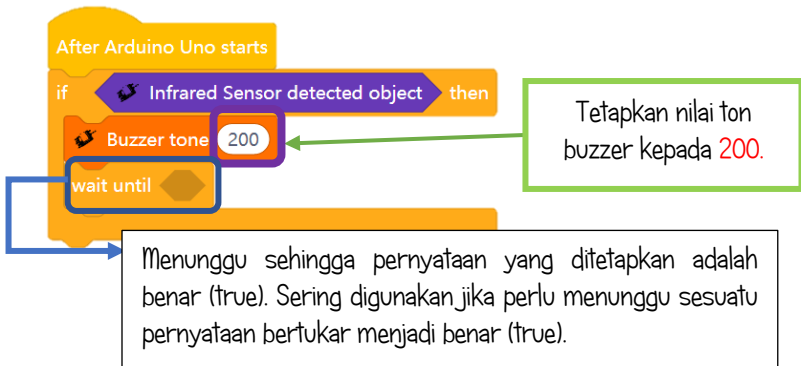 After Arduino Uno starts
if Infrared Sensor detected object then
Buzzer tone 200
wait until
Tetapkan nilai ton
buzzer kepada 200.
Menunggu sehingga pernyataan yang ditetapkan adalah
benar (true). Sering digunakan jika perlu menunggu sesuatu
pernyataan bertukar menjadi benar (true).